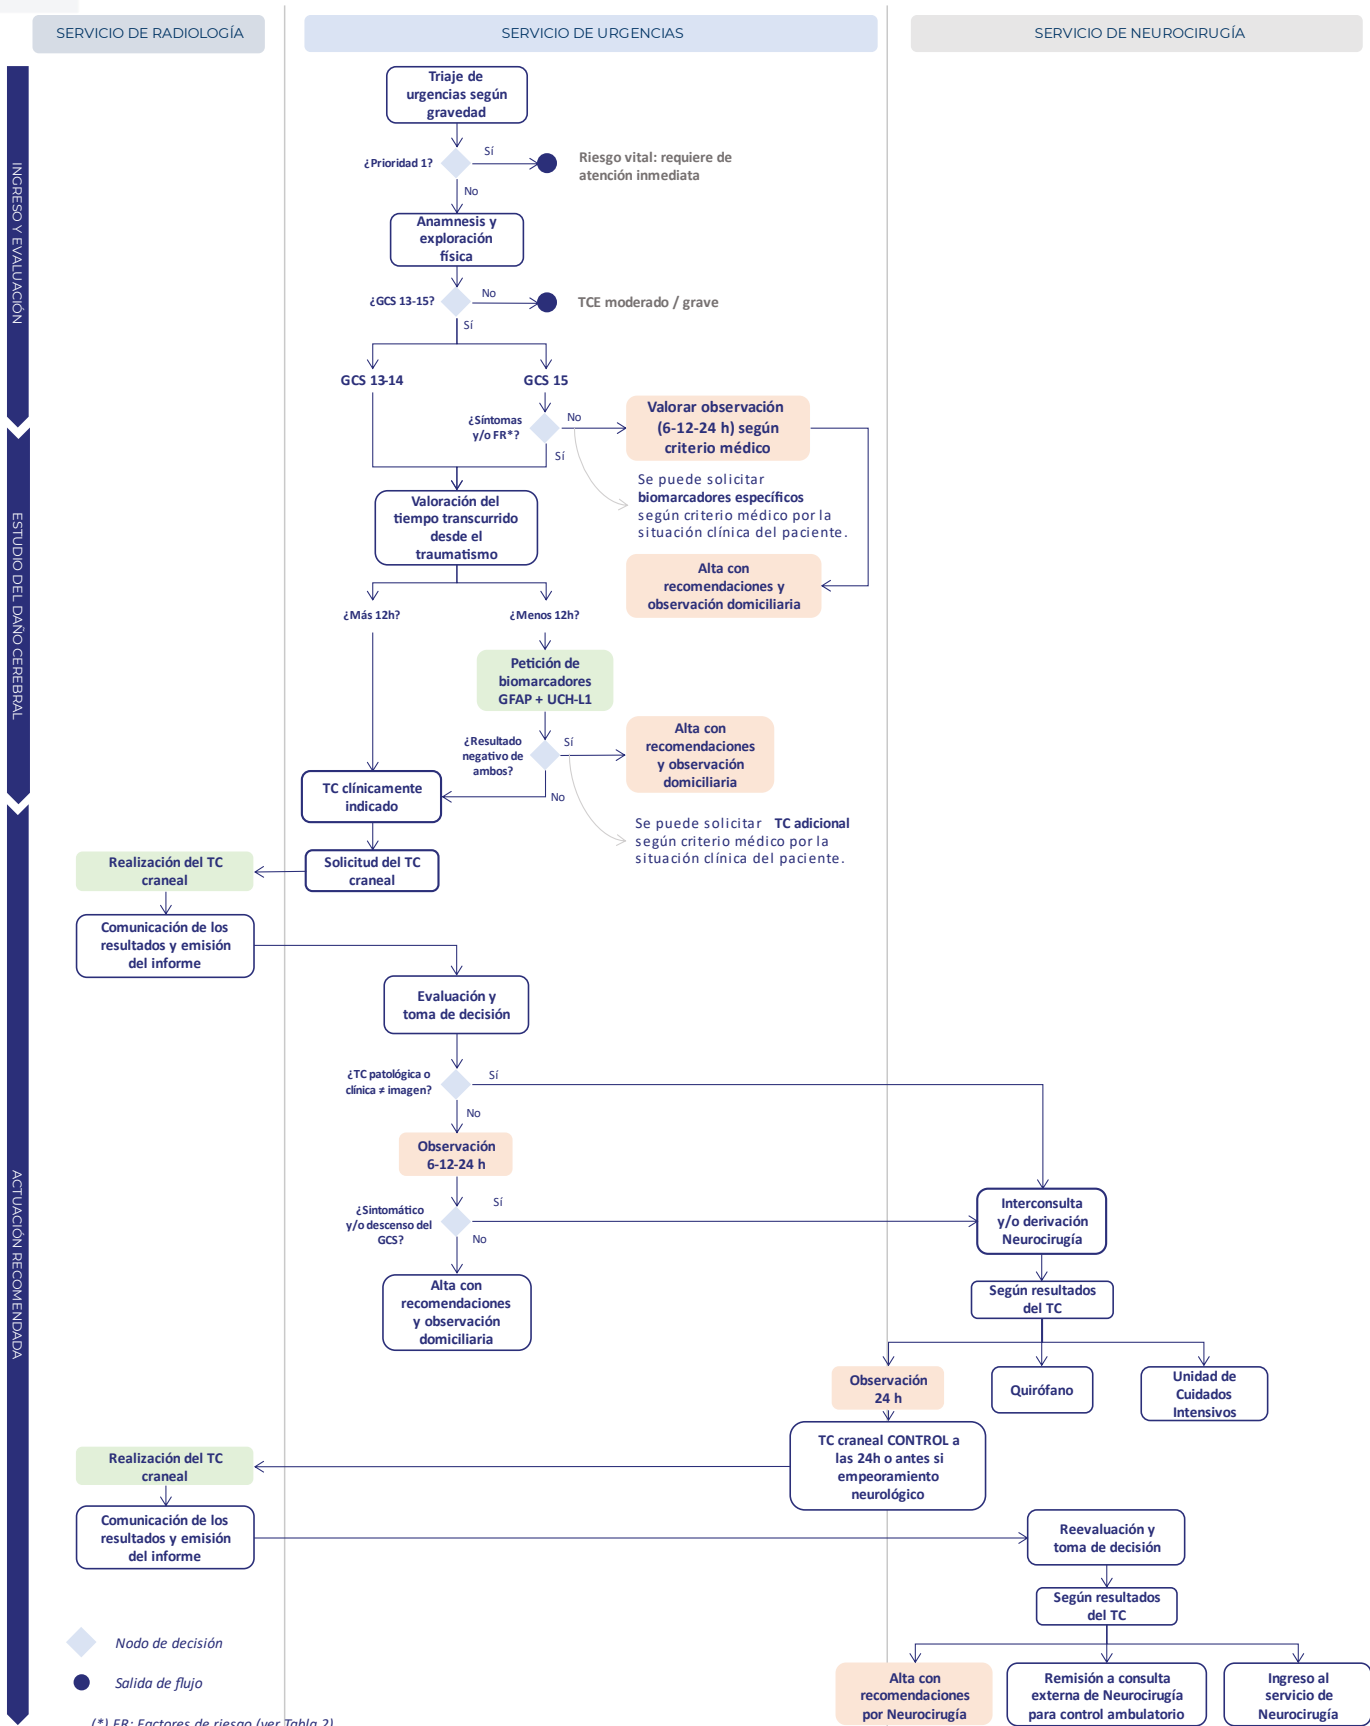 SERVICIO DE RADIOLOGÍA
SERVICIO DE URGENCIAS
SERVICIO DE NEUROCIRUGÍA
INGRESO Y EVALUACIÓN
Triaje de
urgencias según
gravedad
¿Prioridad 1?
Sí
Riesgo vital: requiere de
atención inmediata
No
Anamnesis y
exploración
física
¿GCS 13-15?
No
TCE moderado / grave
Sí
GCS 13-14
GCS 15
ESTUDIO DEL DAÑO CEREBRAL
¿Síntomas
y/o FR*?
No
Sí
Valorar observación
(6-12-24 h) según
criterio médico
Se puede solicitar
biomarcadores específicos
según criterio médico por la
situación clínica del paciente.
Valoración del
tiempo transcurrido
desde el
traumatismo
Alta con
recomendaciones y
observación domiciliaria
¿Más 12h?
¿Menos 12h?
Petición de
biomarcadores
GFAP + UCH-L1
¿Resultado
negativo de
ambos?
Sí
No
Alta con
recomendaciones
y observación
domiciliaria
TC clínicamente
indicado
Se puede solicitar TC adicional
según criterio médico por la
situación clínica del paciente.
ACTUACIÓN RECOMENDADA
Solicitud del TC
craneal
Realización del TC
craneal
Comunicación de los
resultados y emisión
del informe
Evaluación y
toma de decisión
¿TC patológica o
clínica ≠ imagen?
Sí
No
Observación
6-12-24 h
¿Sintomático
y/o descenso del
GCS?
Sí
No
Alta con
recomendaciones
y observación
domiciliaria
Interconsulta
y/o derivación
Neurocirugía
Según resultados
del TC
Observación
24 h
Quirófano
Unidad de
Cuidados
Intensivos
TC craneal CONTROL a
las 24h o antes si
empeoramiento
neurológico
Realización del TC
craneal
Comunicación de los
resultados y emisión
del informe
Reevaluación y
toma de decisión
Según resultados
del TC
Alta con
recomendaciones
por Neurocirugía
Remisión a consulta
externa de Neurocirugía
para control ambulatorio
Ingreso al
servicio de
Neurocirugía
Nodo de decisión
Salida de flujo
(*) FR: Factores de riesgo (ver Tabla 2)